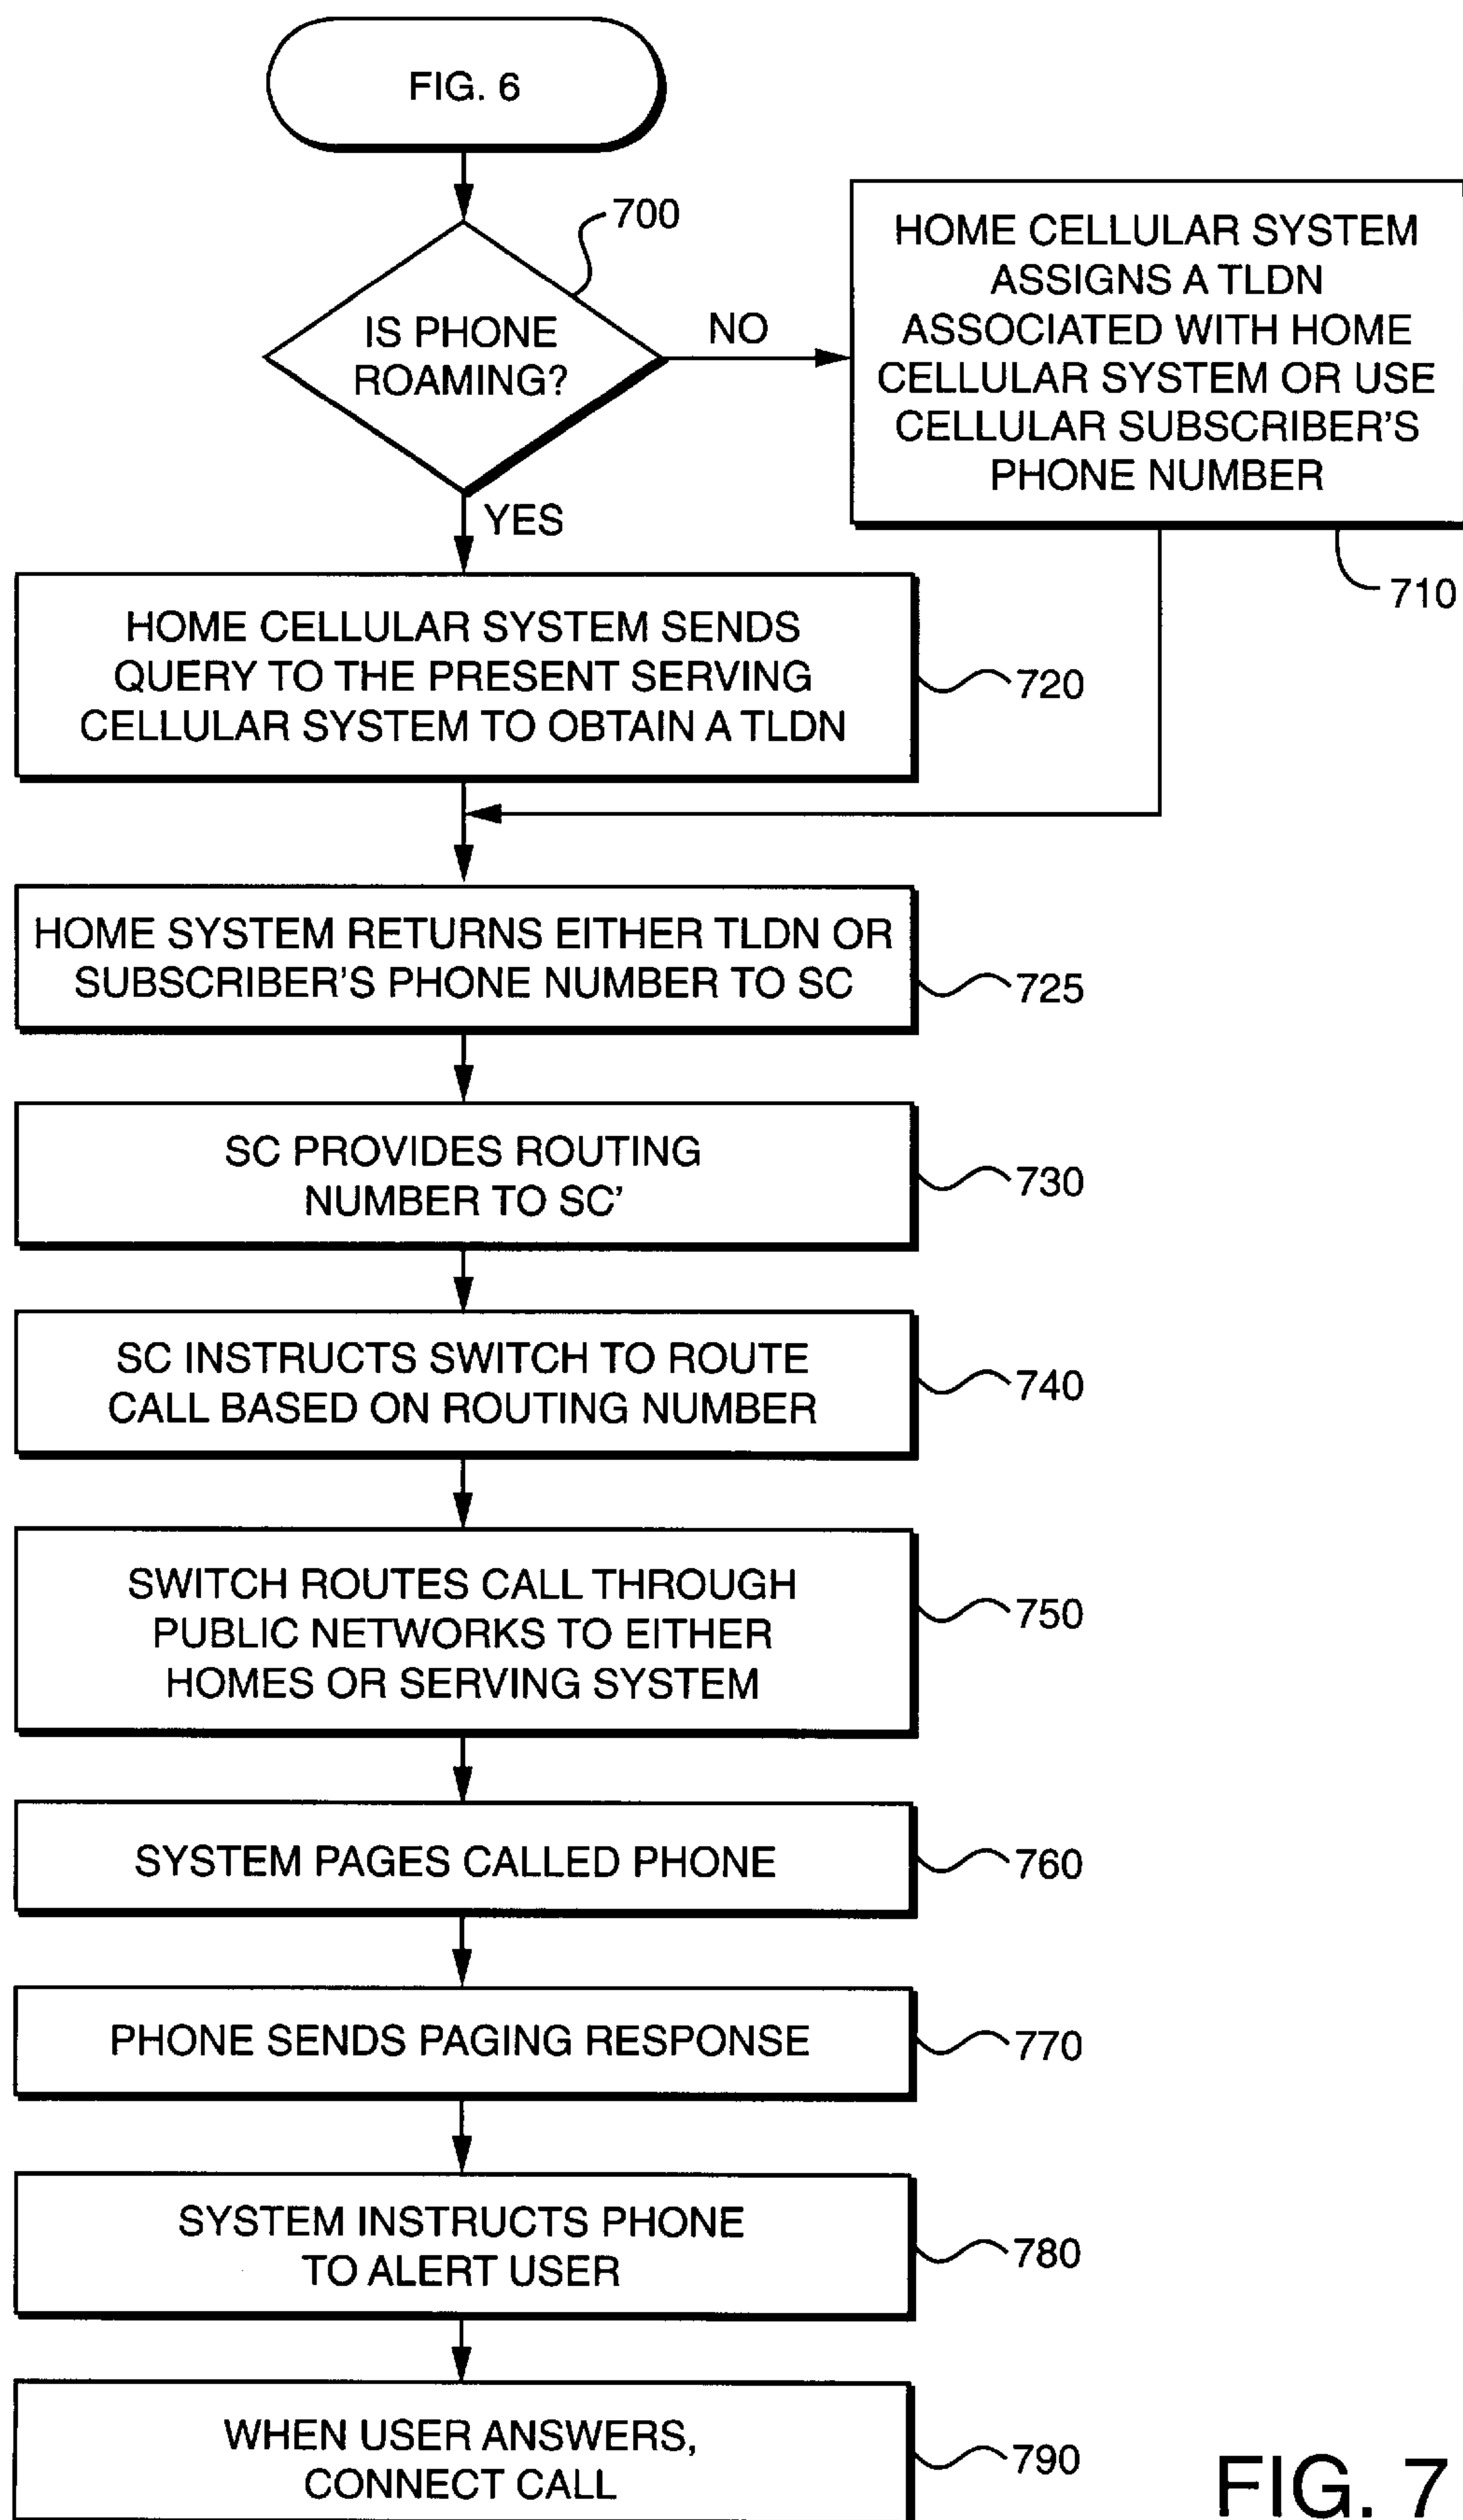 FIG. 6
700
IS PHONE
ROAMING?
NO
HOME CELLULAR SYSTEM
ASSIGNS A TLDN
ASSOCIATED WITH HOME
CELLULAR SYSTEM OR USE
CELLULAR SUBSCRIBER'S
PHONE NUMBER
710
YES
HOME CELLULAR SYSTEM SENDS
QUERY TO THE PRESENT SERVING
CELLULAR SYSTEM TO OBTAIN A TLDN
720
HOME SYSTEM RETURNS EITHER TLDN OR
SUBSCRIBER'S PHONE NUMBER TO SC
725
SC PROVIDES ROUTING
NUMBER TO SC'
730
SC INSTRUCTS SWITCH TO ROUTE
CALL BASED ON ROUTING NUMBER
740
SWITCH ROUTES CALL THROUGH
PUBLIC NETWORKS TO EITHER
HOMES OR SERVING SYSTEM
750
SYSTEM PAGES CALLED PHONE
760
PHONE SENDS PAGING RESPONSE
770
SYSTEM INSTRUCTS PHONE
TO ALERT USER
780
WHEN USER ANSWERS,
CONNECT CALL
790
FIG. 7